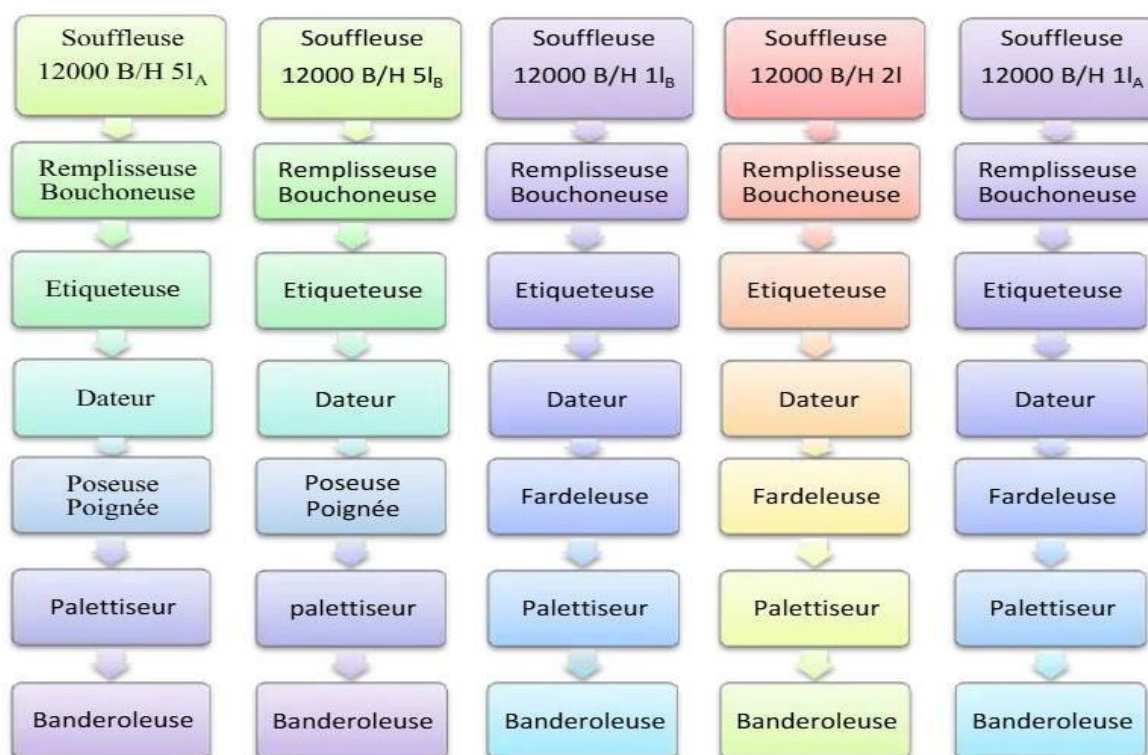 Souffleuse
12000 B/H 5lA
Remplisseuse
Bouchoneuse
Etiqueteuse
Dateur
Poseuse
Poignée
Palettiseur
Banderoleuse
Souffleuse
12000 B/H 5lB
Remplisseuse
Bouchoneuse
Etiqueteuse
Dateur
Poseuse
Poignée
palettiseur
Banderoleuse
Souffleuse
12000 B/H 1lB
Remplisseuse
Bouchoneuse
Etiqueteuse
Dateur
Fardeleuse
Palettiseur
Banderoleuse
Souffleuse
12000 B/H 2l
Remplisseuse
Bouchoneuse
Etiqueteuse
Dateur
Fardeleuse
Palettiseur
Banderoleuse
Souffleuse
12000 B/H 1lA
Remplisseuse
Bouchoneuse
Etiqueteuse
Dateur
Fardeleuse
Palettiseur
Banderoleuse